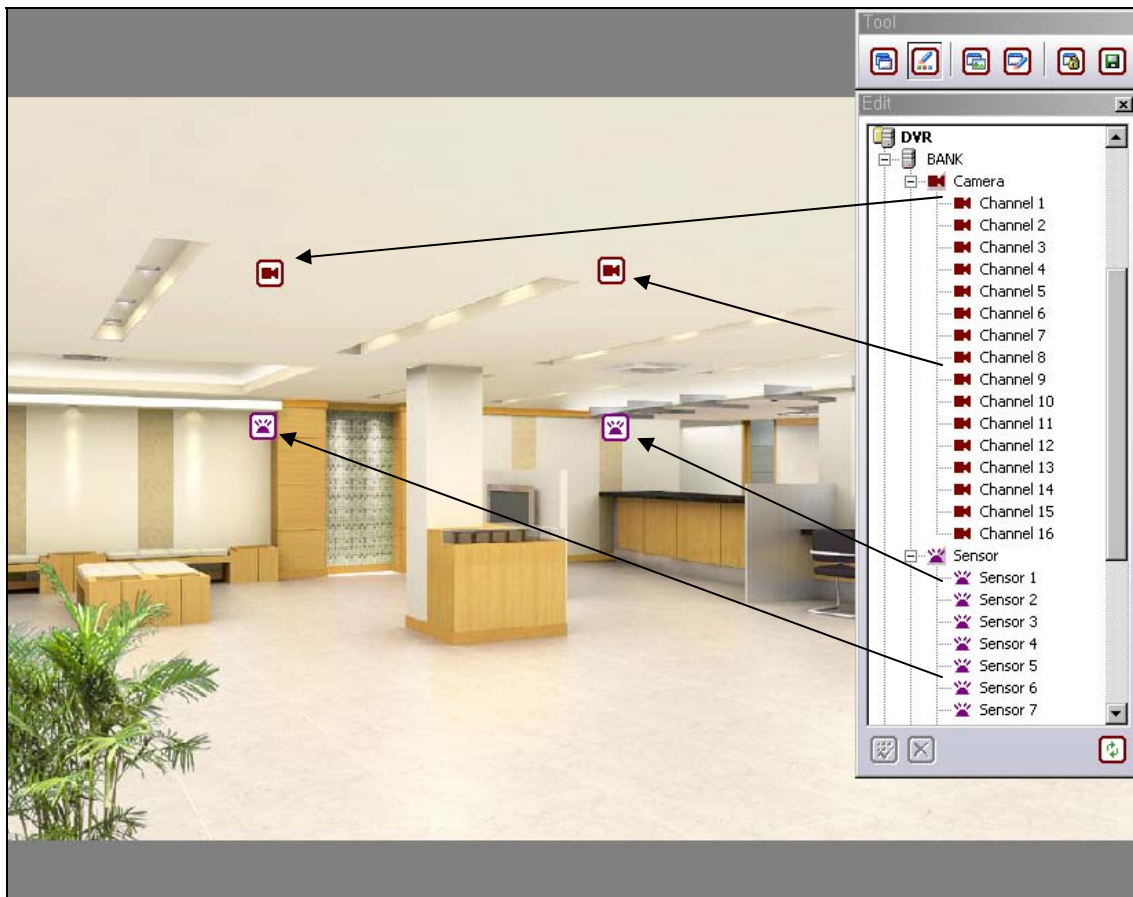 Tool
Edit
DVR
BANK
Camera
Channel 1
Channel 2
Channel 3
Channel 4
Channel 5
Channel 6
Channel 7
Channel 8
Channel 9
Channel 10
Channel 11
Channel 12
Channel 13
Channel 14
Channel 15
Channel 16
Sensor
Sensor 1
Sensor 2
Sensor 3
Sensor 4
Sensor 5
Sensor 6
Sensor 7